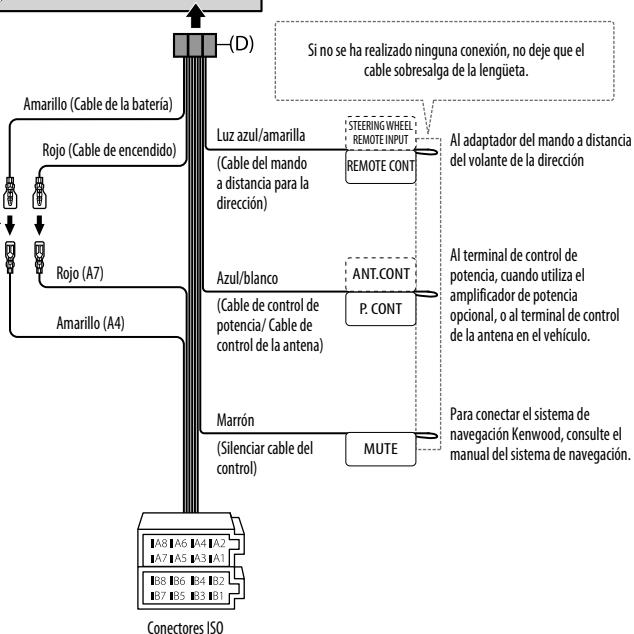 (D)
Si no se ha realizado ninguna conexión, no deje que el
cable sobresalga de la lengüeta.
Amarillo (Cable de la batería)
Rojo (Cable de encendido)
Luz azul/amarilla
(Cable del mando
a distancia para la
dirección)
STEERING WHEEL
REMOTE INPUT
REMOTE CONT
Al adaptador del mando a distancia
del volante de la dirección
Rojo (A7)
Amarillo (A4)
Azul/blanco
(Cable de control de
potencia/ Cable de
control de la antena)
ANT.CONT
P. CONT
Al terminal de control de
potencia, cuando utiliza el
amplificador de potencia
opcional, o al terminal de control
de la antena en el vehículo.
Marrón
(Silenciar cable del
control)
MUTE
Para conectar el sistema de
navegación Kenwood, consulte el
manual del sistema de navegación.
A8 A6 A4 A2
A7 A5 A3 A1
B8 B6 B4 B2
B7 B5 B3 B1
Conectores ISO